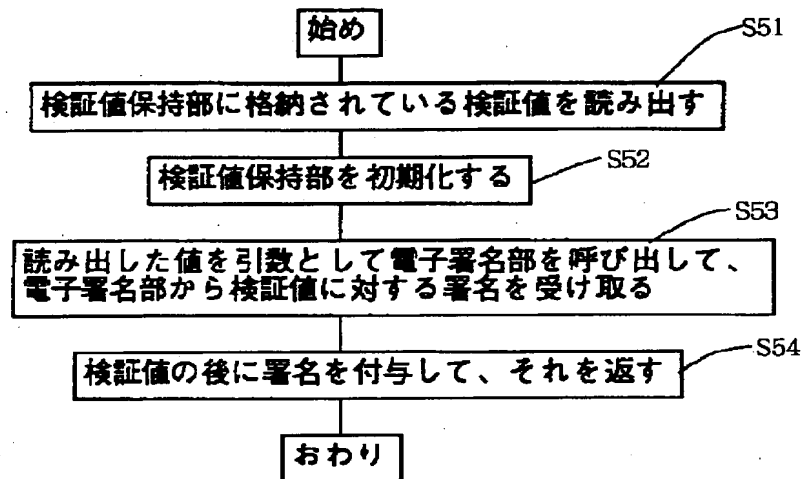 始め
S51
検証値保持部に格納されている検証値を読み出す
S52
検証値保持部を初期化する
S53
読み出した値を引数として電子署名部を呼び出して、
電子署名部から検証値に対する署名を受け取る
S54
検証値の後に署名を付与して、それを返す
おわり